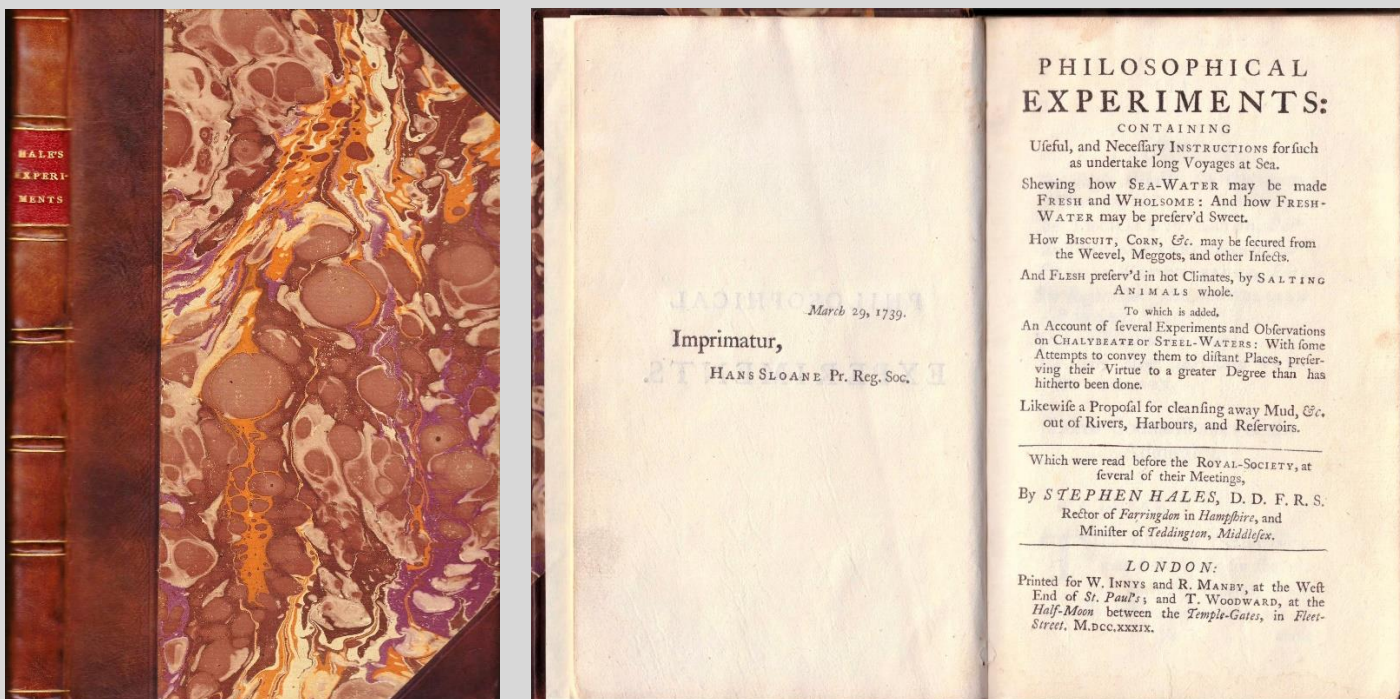 HALE'S
EXPERI-
MENTS
March 29, 1739.
Imprimatur,
HANS SLOANE Pr. Reg. Soc.
PHILOSOPHICAL
EXPERIMENTS:
CONTAINING
Uſeful, and Neceſſary INSTRUCTIONS for ſuch
as undertake long Voyages at Sea.
Shewing how SEA-WATER may be made
FRESH and WHOLSOME: And how FRESH-
WATER may be preſerv'd Sweet.
How BISCUIT, CORN, &c. may be ſecured from
the Weevel, Meggots, and other Inſects.
And FLESH preſerv'd in hot Climates, by SALTING
ANIMALS whole.
To which is added,
An Account of ſeveral Experiments and Obſervations
on CHALYBEATE or STEEL-WATERS: With ſome
Attempts to convey them to diſtant Places, preſer-
ving their Virtue to a greater Degree than has
hitherto been done.
Likewiſe a Propoſal for cleanſing away Mud, &c.
out of Rivers, Harbours, and Reſervoirs.
Which were read before the ROYAL-SOCIETY, at
ſeveral of their Meetings,
By STEPHEN HALES, D. D. F. R. S.
Rector of Farringdon in Hampſhire, and
Miniſter of Teddington, Middleſex.
LONDON:
Printed for W. INNYS and R. MANBY, at the Weſt
End of St. Paul's; and T. WOODWARD, at the
Half-Moon between the Temple-Gates, in Fleet-
Street. M.DCC.XXXIX.